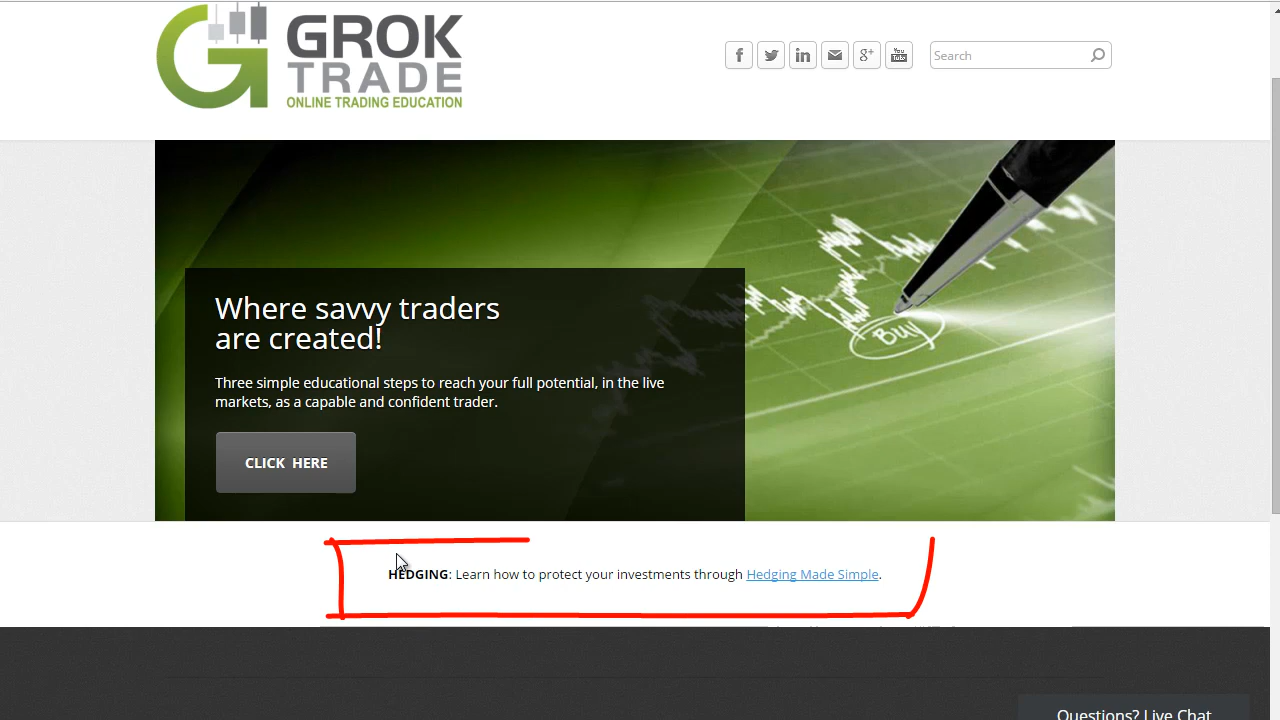 GROK
TRADE
ONLINE TRADING EDUCATION
Search
You
Tube
Where savvy traders
are created!
Three simple educational steps to reach your full potential, in the live
markets, as a capable and confident trader.
CLICK HERE
Buy
HEDGING: Learn how to protect your investments through Hedging Made Simple.
Questions? Live Chat